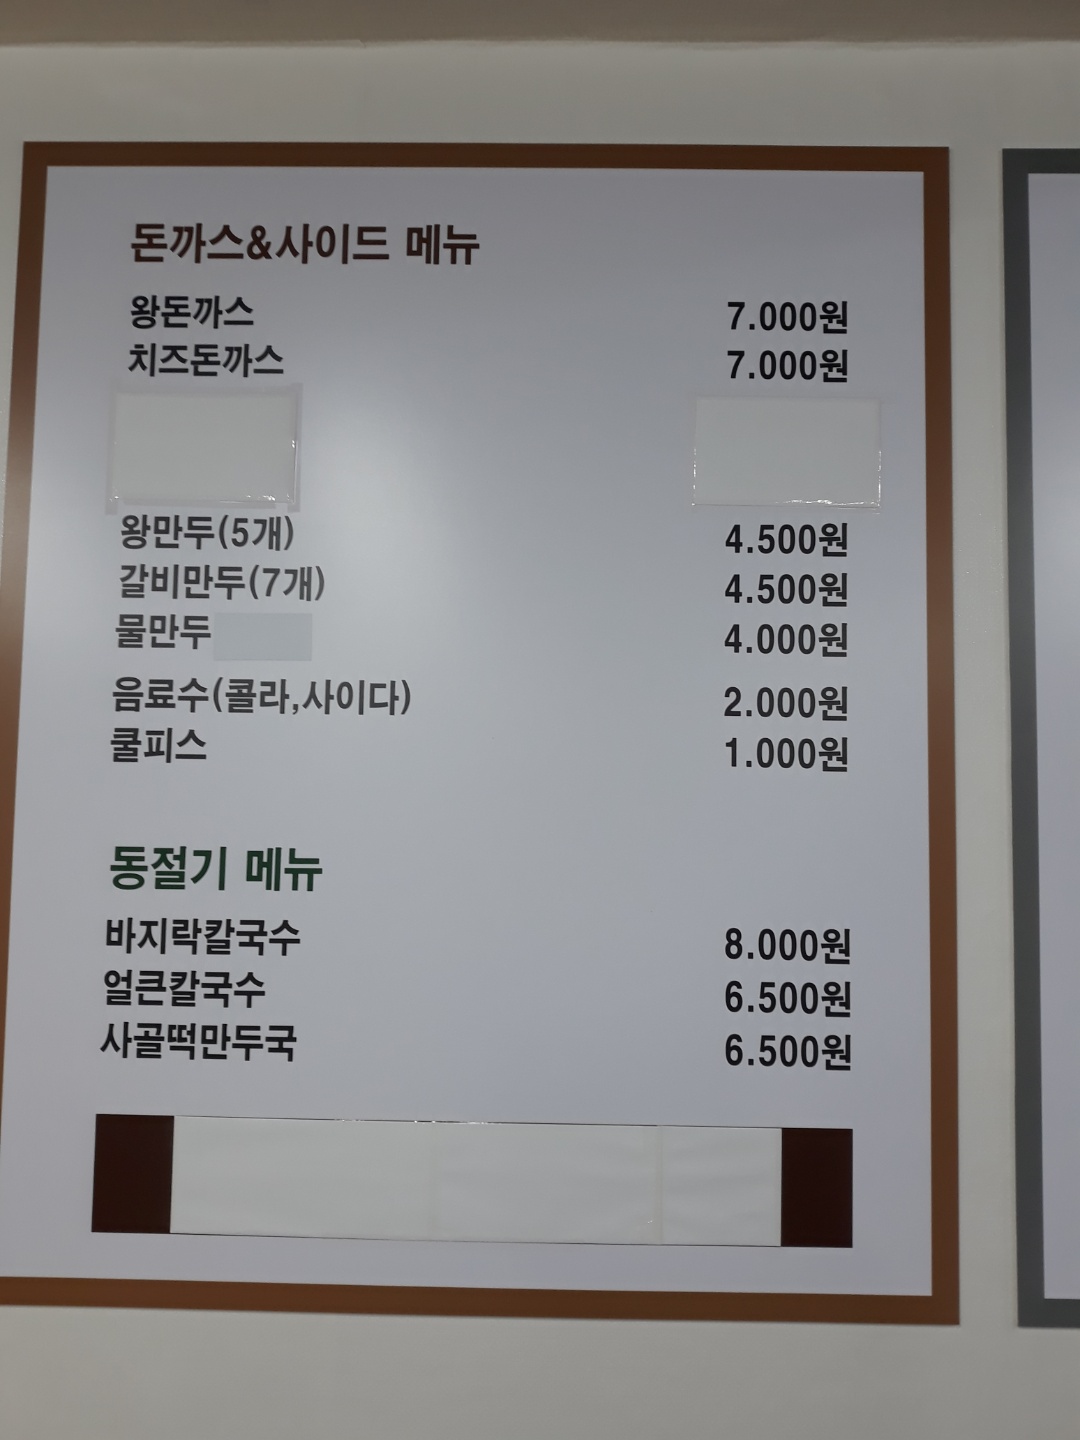 돈까스&사이드 메뉴
왕돈까스 7.000원
치즈돈까스 7.000원
왕만두(5개) 4.500원
갈비만두(7개) 4.500원
물만두 4.000원
음료수(콜라,사이다) 2.000원
쿨피스 1.000원
동절기 메뉴
바지락칼국수 8.000원
얼큰칼국수 6.500원
사골떡만두국 6.500원